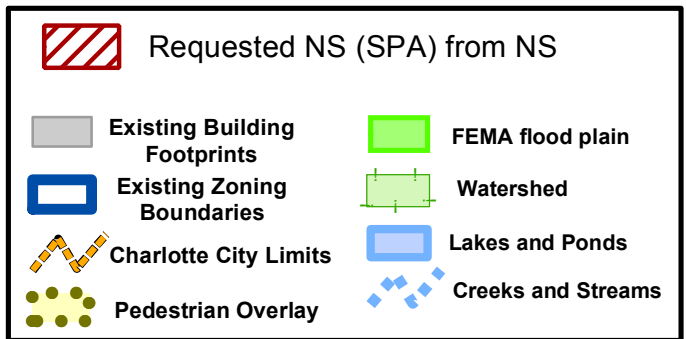 Requested NS (SPA) from NS
Existing Building
Footprints
Existing Zoning
Boundaries
Charlotte City Limits
Pedestrian Overlay
FEMA flood plain
Watershed
Lakes and Ponds
Creeks and Streams